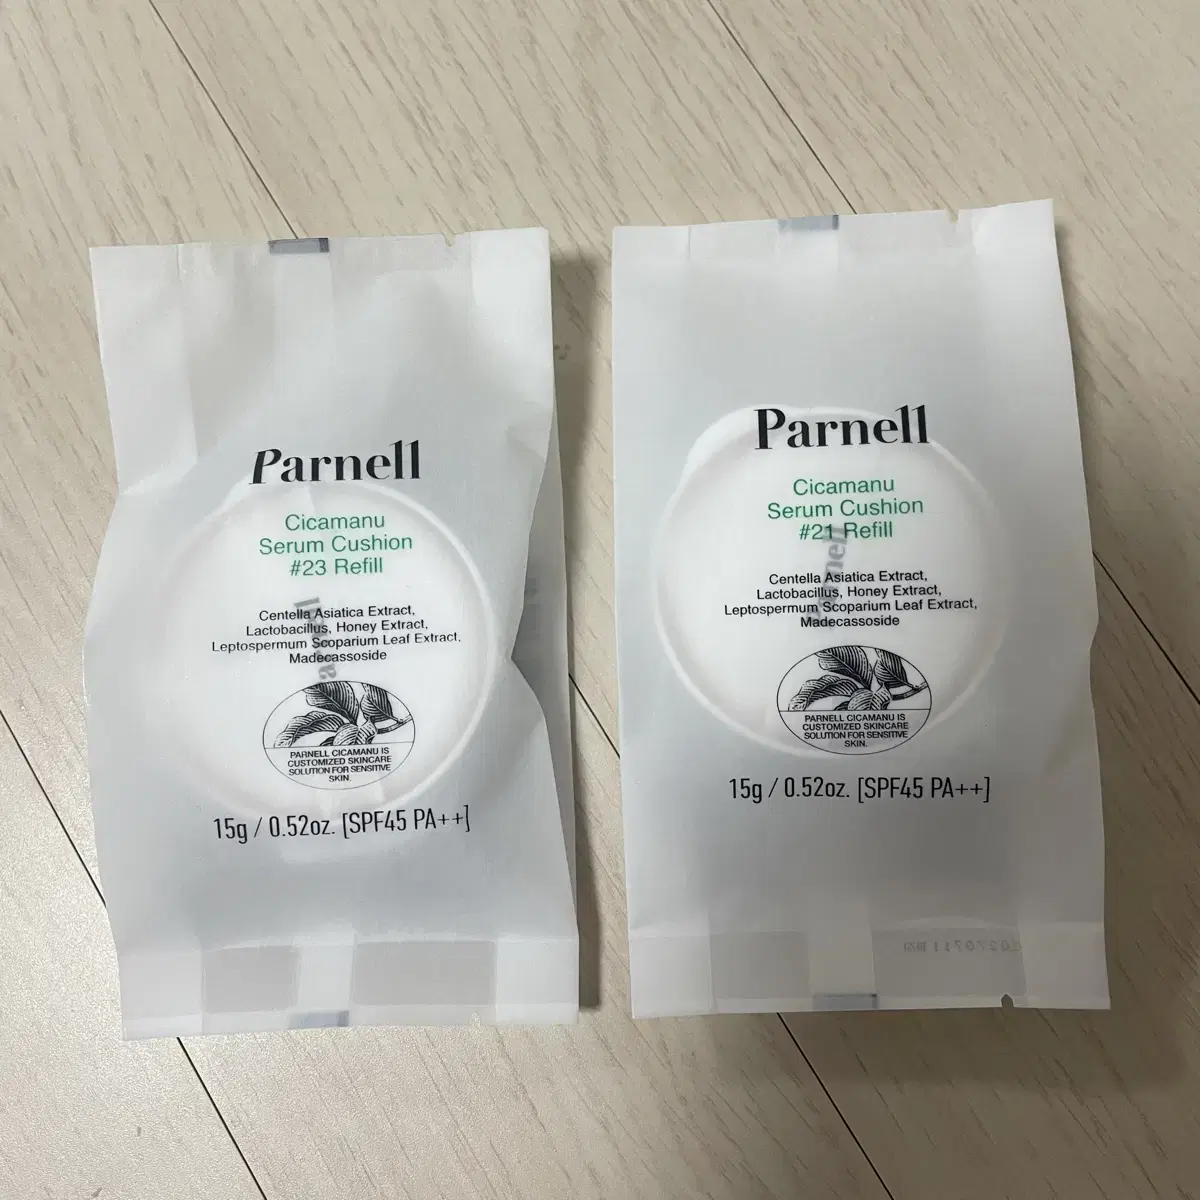 Parnell
Cicamanu
Serum Cushion
#23 Refill
Centella Asiatica Extract,
Lactobacillus, Honey Extract,
Leptospermum Scoparium Leaf Extract,
Madecassoside
PARNELL CICAMANU IS
CUSTOMIZED SKINCARE
SOLUTION FOR SENSITIVE
SKIN.
15g / 0.52oz. [SPF45 PA++]
Parnell
Cicamanu
Serum Cushion
#21 Refill
Parnell
Centella Asiatica Extract,
Lactobacillus, Honey Extract,
Leptospermum Scoparium Leaf Extract,
Madecassoside
PARNELL CICAMANU IS
CUSTOMIZED SKINCARE
SOLUTION FOR SENSITIVE
SKIN.
15g / 0.52oz. [SPF45 PA++]